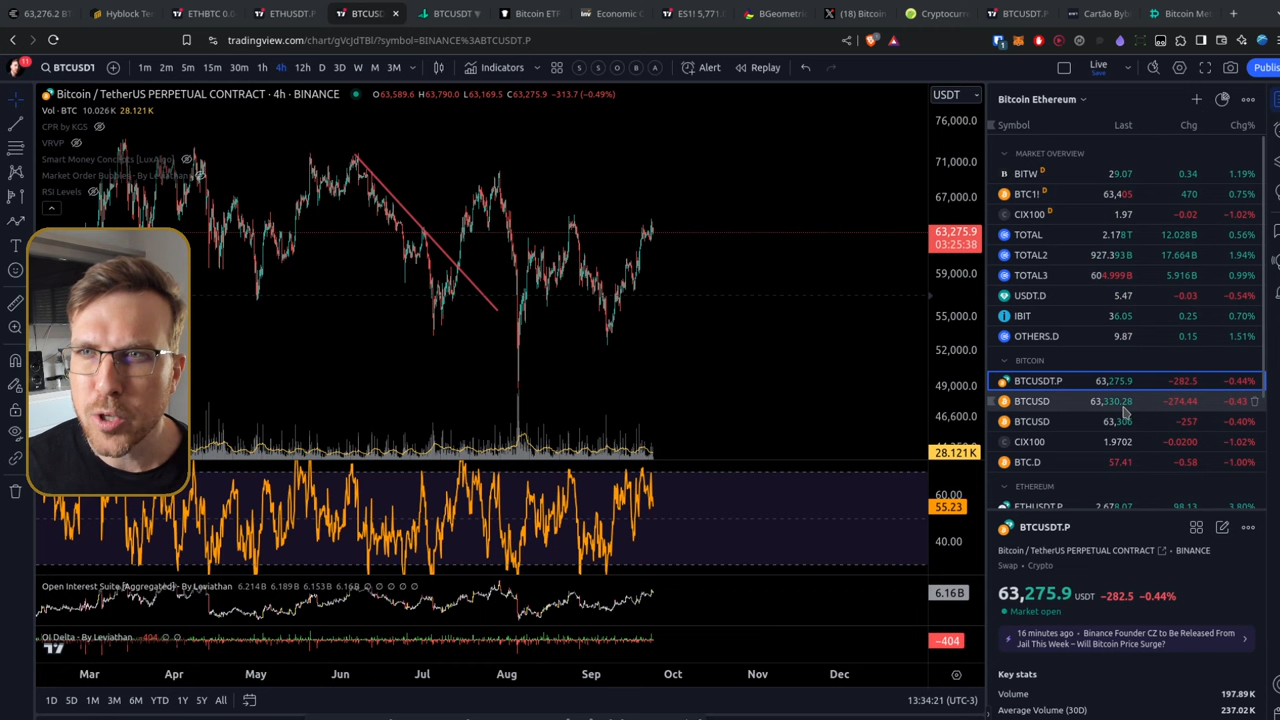 63,276.2 B
Hyblock Ter
ETHBTC 0.0
ETHUSDT.P
BTCUSD
BTCUSDT
Bitcoin ETF
Economic C
ES1! 5,771.
BGeometric
(18) Bitcoin
Cryptocurre
BTCUSDT.P
Cartão Byb
Bitcoin Me
tradingview.com/chart/gVcJdTBl/?symbol=BINANCE%3ABTCUSDT.P
11
BTCUSDT
1m 2m 5m 15m 30m 1h 4h 12h D 3D W M 3M
Indicators
S S O B A
Alert
Replay
Live
Save
Publis
Bitcoin / TetherUS PERPETUAL CONTRACT · 4h · BINANCE
O63,589.6 H63,790.0 L63,169.5 C63,275.9 −313.7 (−0.49%)
Vol · BTC 10.026K 28.121K
CPR by KGS
VRVP
Smart Money Concepts [LuxAlgo]
Market Order Bubbles - By Leviathan
RSI Levels
USDT
76,000.0
71,000.0
67,000.0
63,275.9
03:25:38
59,000.0
55,000.0
52,000.0
49,000.0
46,600.0
28.121K
60.00
55.23
40.00
Open Interest Suite [Aggregated] - By Leviathan 6.214B 6.189B 6.153B 6.16B ∅ ∅ ∅ ∅
6.16B
OI Delta - By Leviathan −404 ∅ ∅
−404
Mar Apr May Jun Jul Aug Sep Oct Nov Dec
1D 5D 1M 3M 6M YTD 1Y 5Y All
13:34:21 (UTC-3)
Bitcoin Ethereum
Symbol Last Chg Chg%
MARKET OVERVIEW
BITW D 29.07 0.34 1.19%
BTC1! D 63,405 470 0.75%
CIX100 D 1.97 −0.02 −1.02%
TOTAL 2.178T 12.028B 0.56%
TOTAL2 927.393B 17.664B 1.94%
TOTAL3 604.999B 5.916B 0.99%
USDT.D 5.47 −0.03 −0.54%
IBIT 36.05 0.25 0.70%
OTHERS.D 9.87 0.15 1.51%
BITCOIN
BTCUSDT.P 63,275.9 −282.5 −0.44%
BTCUSD 63,330.28 −274.44 −0.43
BTCUSD 63,306 −257 −0.40%
CIX100 1.9702 −0.0200 −1.02%
BTC.D 57.41 −0.58 −1.00%
ETHEREUM
ETHUSDT.P 2,678.07 98.13 3.80%
BTCUSDT.P
Bitcoin / TetherUS PERPETUAL CONTRACT · BINANCE
Swap · Crypto
63,275.9 USDT −282.5 −0.44%
Market open
16 minutes ago · Binance Founder CZ to Be Released From
Jail This Week – Will Bitcoin Price Surge?
Key stats
Volume 197.89K
Average Volume (30D) 237.02K